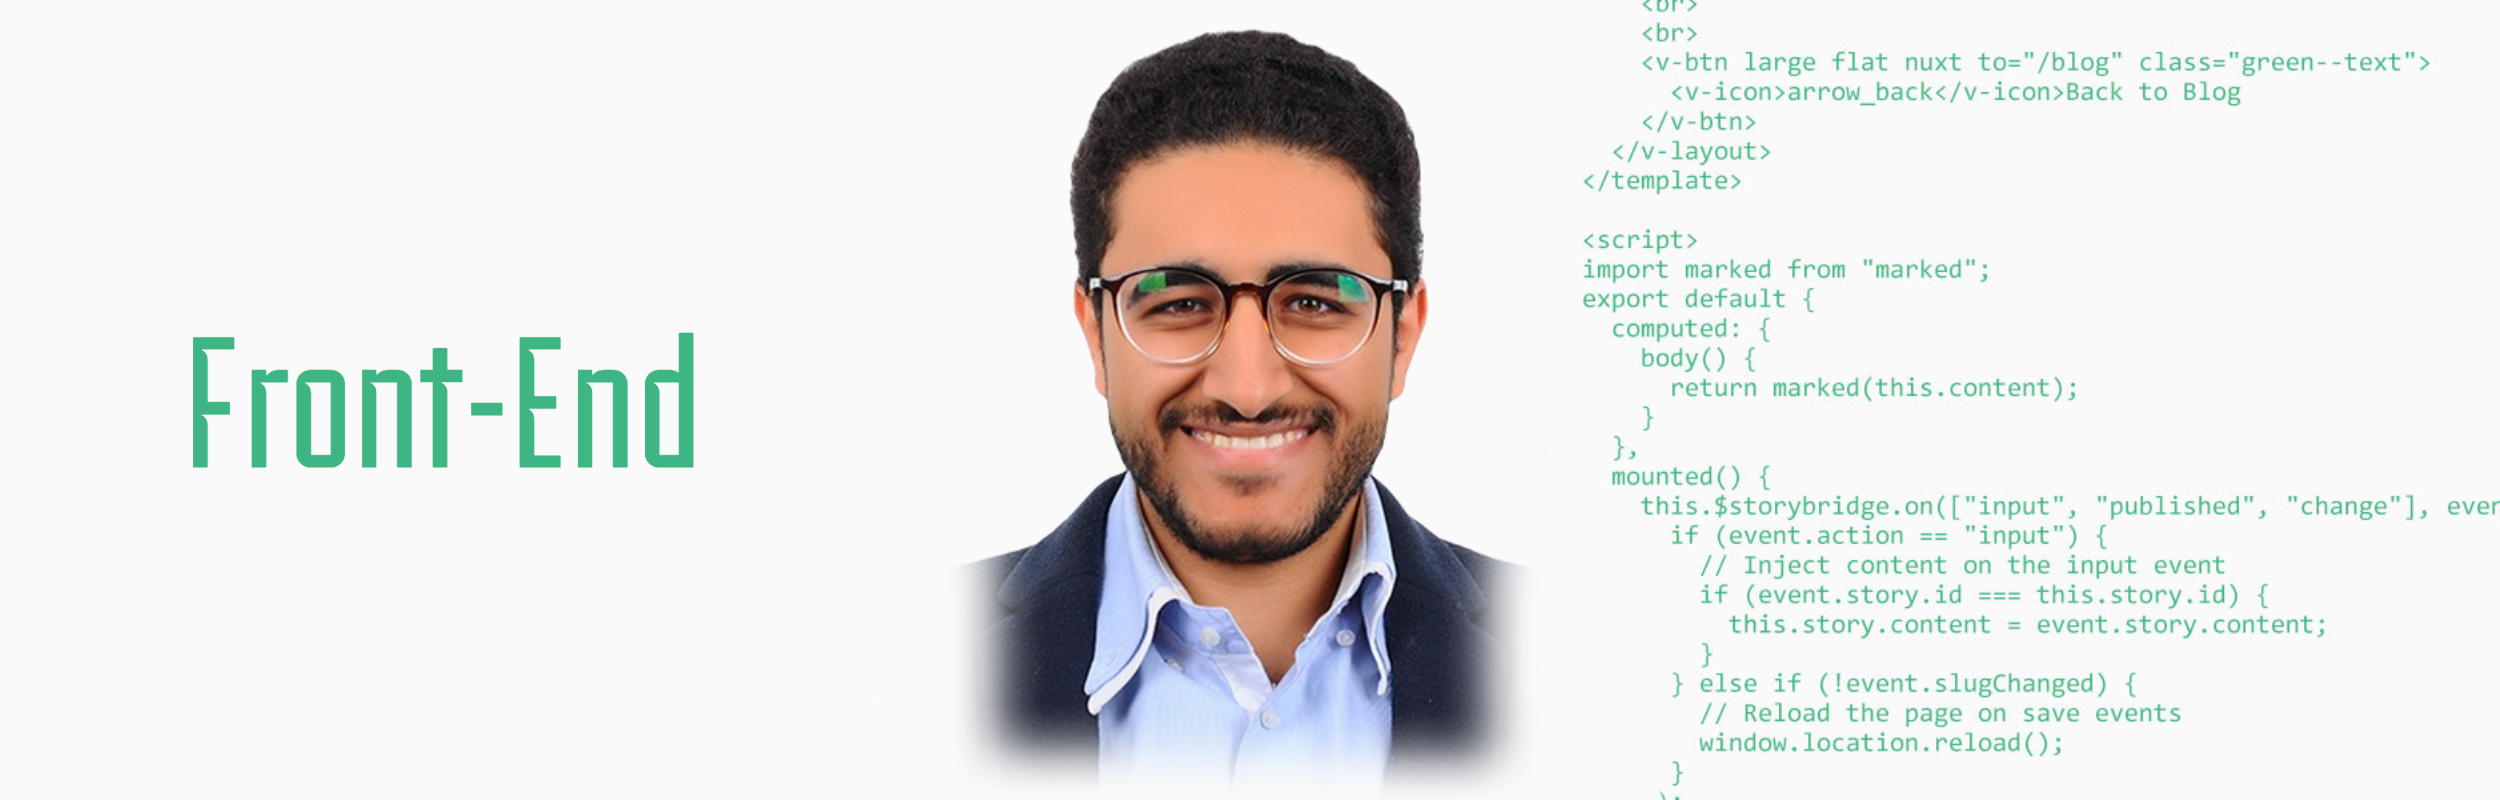 Front-End
<br>
<br>
<v-btn large flat nuxt to="/blog" class="green--text">
<v-icon>arrow_back</v-icon>Back to Blog
</v-btn>
</v-layout>
</template>
<script>
import marked from "marked";
export default {
computed: {
body() {
return marked(this.content);
}
},
mounted() {
this.$storybridge.on(["input", "published", "change"], even
if (event.action == "input") {
// Inject content on the input event
if (event.story.id === this.story.id) {
this.story.content = event.story.content;
}
} else if (!event.slugChanged) {
// Reload the page on save events
window.location.reload();
}